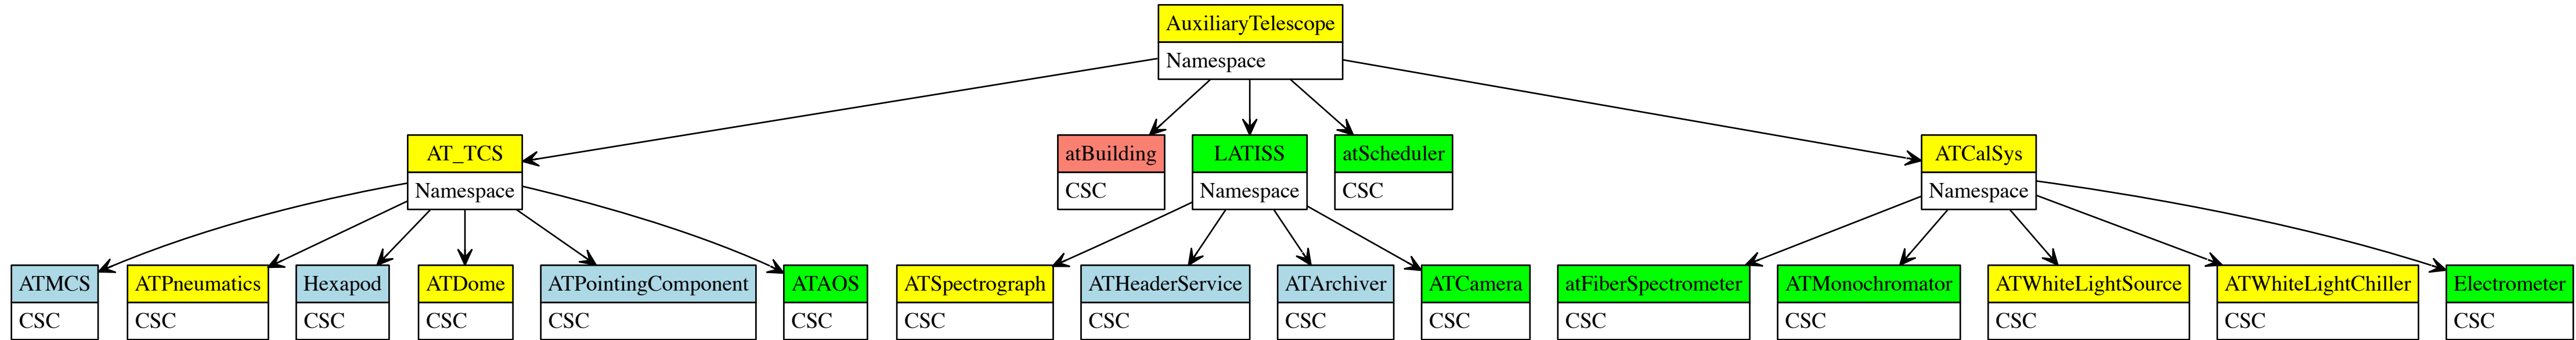 AuxiliaryTelescope
Namespace
AT_TCS
Namespace
atBuilding
CSC
LATISS
Namespace
atScheduler
CSC
ATCalSys
Namespace
ATMCS
CSC
ATPneumatics
CSC
Hexapod
CSC
ATDome
CSC
ATPointingComponent
CSC
ATAOS
CSC
ATSpectrograph
CSC
ATHeaderService
CSC
ATArchiver
CSC
ATCamera
CSC
atFiberSpectrometer
CSC
ATMonochromator
CSC
ATWhiteLightSource
CSC
ATWhiteLightChiller
CSC
Electrometer
CSC